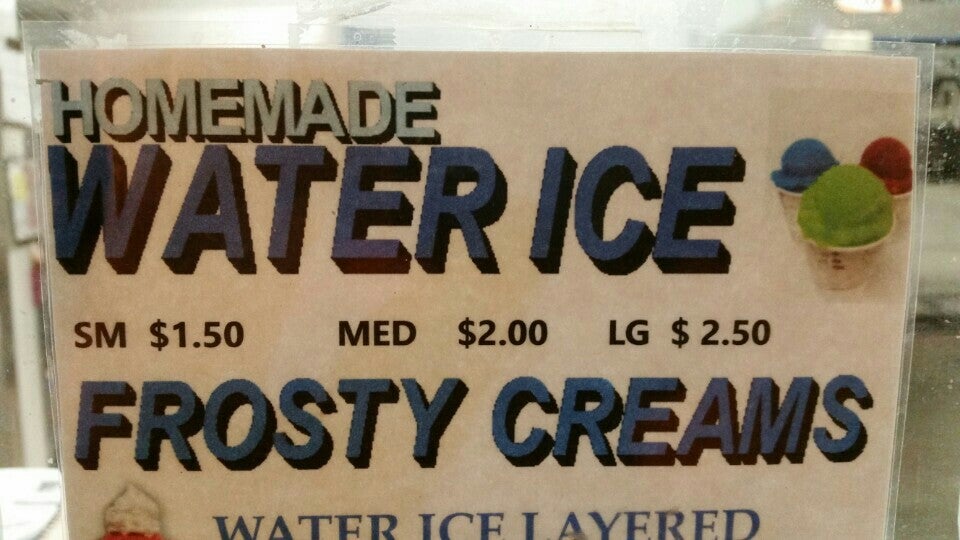 HOMEMADE
WATER ICE
SM $1.50 MED $2.00 LG $ 2.50
FROSTY CREAMS
WATER ICE LAYERED